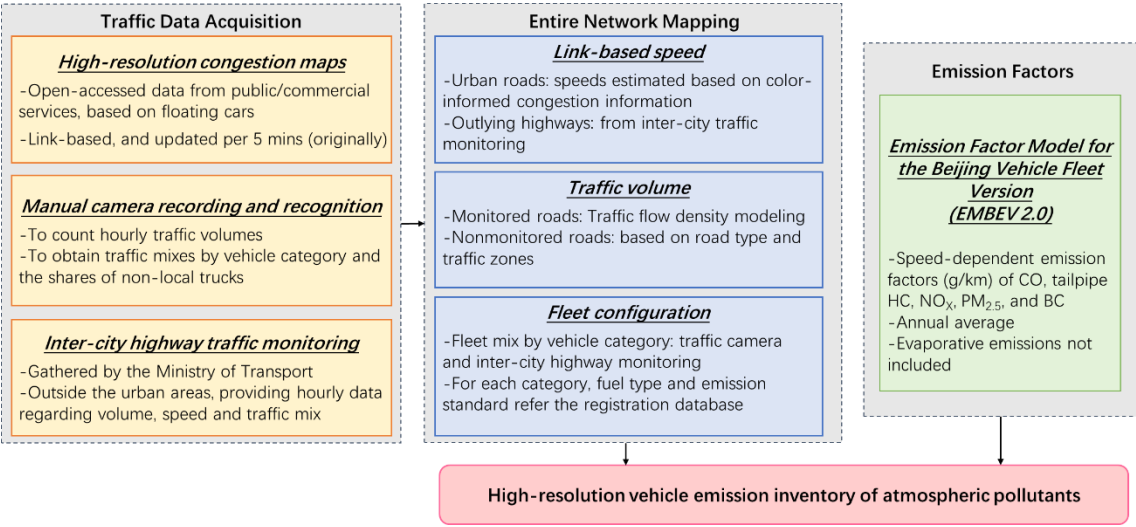 Traffic Data Acquisition
High-resolution congestion maps
-Open-accessed data from public/commercial
services, based on floating cars
-Link-based, and updated per 5 mins (originally)
Manual camera recording and recognition
-To count hourly traffic volumes
-To obtain traffic mixes by vehicle category and
the shares of non-local trucks
Inter-city highway traffic monitoring
-Gathered by the Ministry of Transport
-Outside the urban areas, providing hourly data
regarding volume, speed and traffic mix
Entire Network Mapping
Link-based speed
-Urban roads: speeds estimated based on color-
informed congestion information
-Outlying highways: from inter-city traffic
monitoring
Traffic volume
-Monitored roads: Traffic flow density modeling
-Nonmonitored roads: based on road type and
traffic zones
Fleet configuration
-Fleet mix by vehicle category: traffic camera
and inter-city highway monitoring
-For each category, fuel type and emission
standard refer the registration database
Emission Factors
Emission Factor Model for
the Beijing Vehicle Fleet
Version
(EMBEV 2.0)
-Speed-dependent emission
factors (g/km) of CO, tailpipe
HC, NOX, PM2.5, and BC
-Annual average
-Evaporative emissions not
included
High-resolution vehicle emission inventory of atmospheric pollutants